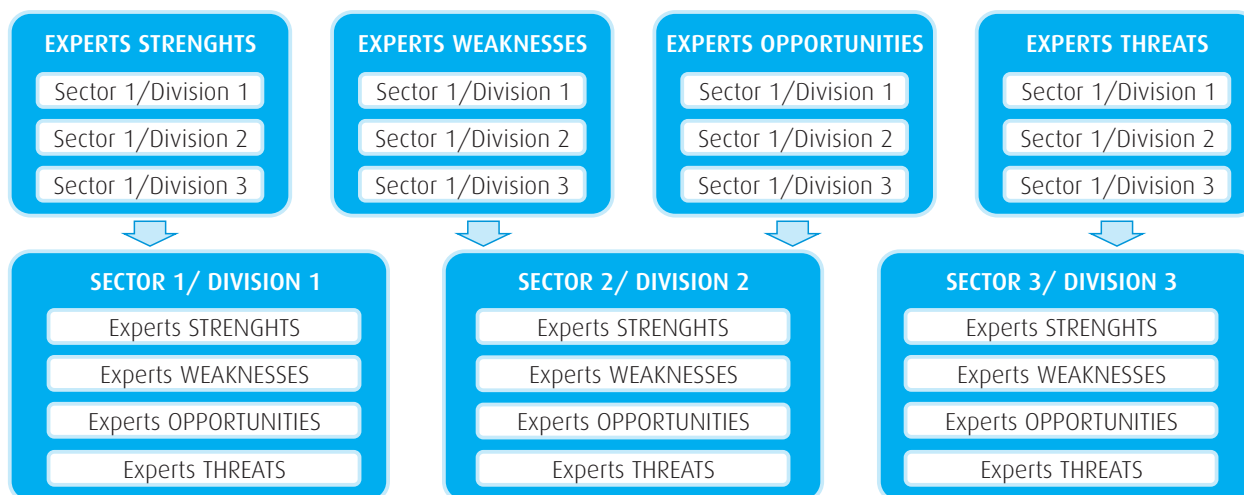 EXPERTS STRENGHTS
Sector 1/Division 1
Sector 1/Division 2
Sector 1/Division 3
EXPERTS WEAKNESSES
Sector 1/Division 1
Sector 1/Division 2
Sector 1/Division 3
EXPERTS OPPORTUNITIES
Sector 1/Division 1
Sector 1/Division 2
Sector 1/Division 3
EXPERTS THREATS
Sector 1/Division 1
Sector 1/Division 2
Sector 1/Division 3
SECTOR 1/ DIVISION 1
Experts STRENGHTS
Experts WEAKNESSES
Experts OPPORTUNITIES
Experts THREATS
SECTOR 2/ DIVISION 2
Experts STRENGHTS
Experts WEAKNESSES
Experts OPPORTUNITIES
Experts THREATS
SECTOR 3/ DIVISION 3
Experts STRENGHTS
Experts WEAKNESSES
Experts OPPORTUNITIES
Experts THREATS